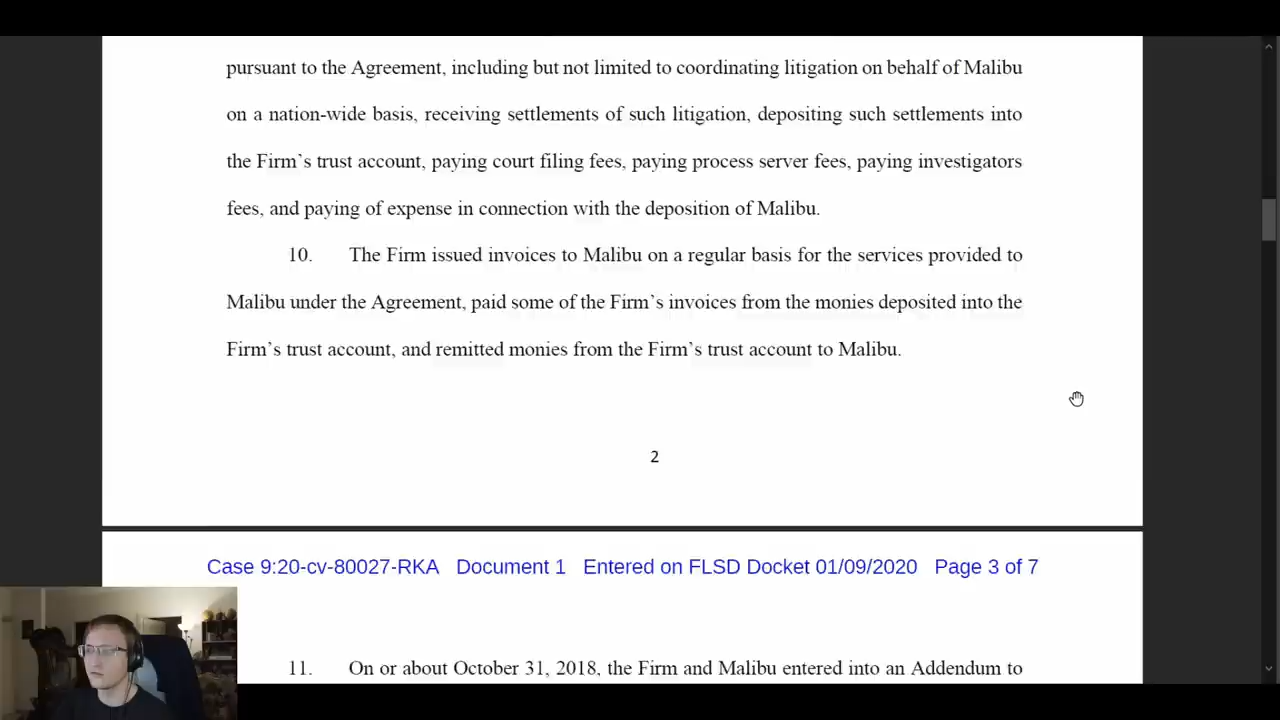 pursuant to the Agreement, including but not limited to coordinating litigation on behalf of Malibu
on a nation-wide basis, receiving settlements of such litigation, depositing such settlements into
the Firm’s trust account, paying court filing fees, paying process server fees, paying investigators
fees, and paying of expense in connection with the deposition of Malibu.
10. The Firm issued invoices to Malibu on a regular basis for the services provided to
Malibu under the Agreement, paid some of the Firm’s invoices from the monies deposited into the
Firm’s trust account, and remitted monies from the Firm’s trust account to Malibu.
2
Case 9:20-cv-80027-RKA Document 1 Entered on FLSD Docket 01/09/2020 Page 3 of 7
11. On or about October 31, 2018, the Firm and Malibu entered into an Addendum to